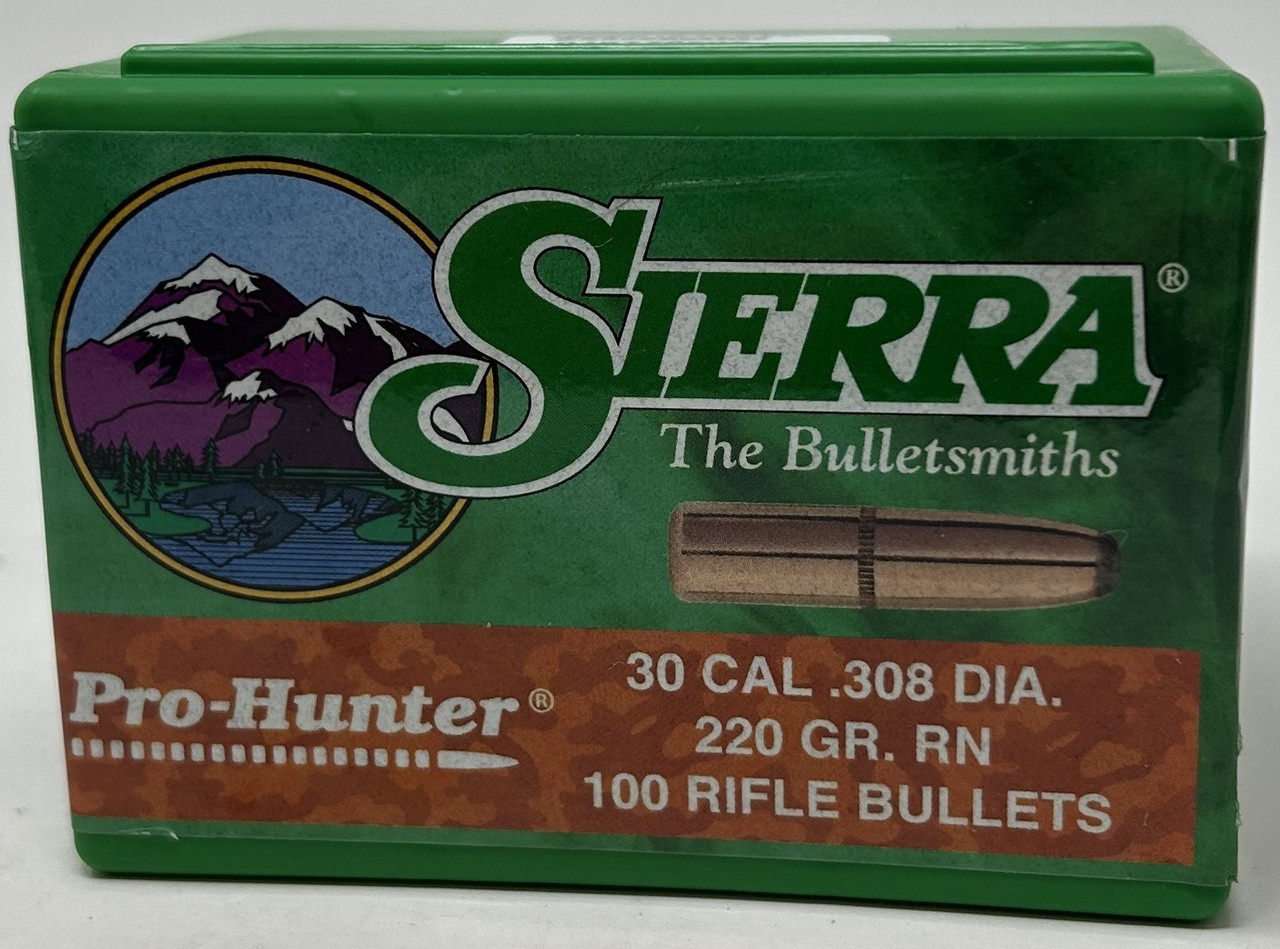 SIERRA®
The Bulletsmiths
Pro-Hunter®
30 CAL .308 DIA.
220 GR. RN
100 RIFLE BULLETS